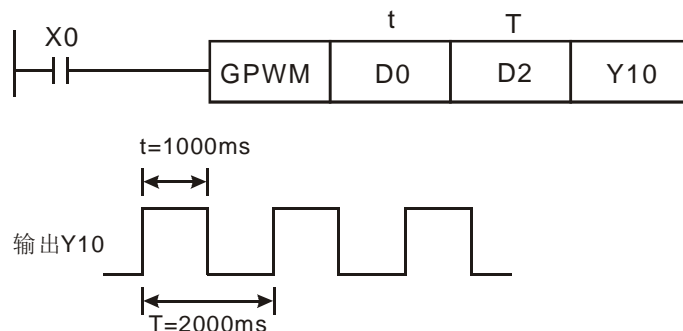 t T
X0
GPWM D0 D2 Y10
t=1000ms
输出Y10
T=2000ms